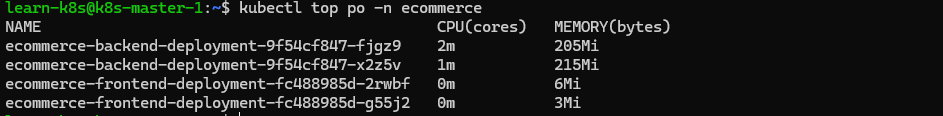 learn-k8s@k8s-master-1:~$ kubectl top po -n ecommerce
NAME CPU(cores) MEMORY(bytes)
ecommerce-backend-deployment-9f54cf847-fjgz9 2m 205Mi
ecommerce-backend-deployment-9f54cf847-x2z5v 1m 215Mi
ecommerce-frontend-deployment-fc488985d-2rwbf 0m 6Mi
ecommerce-frontend-deployment-fc488985d-g55j2 0m 3Mi